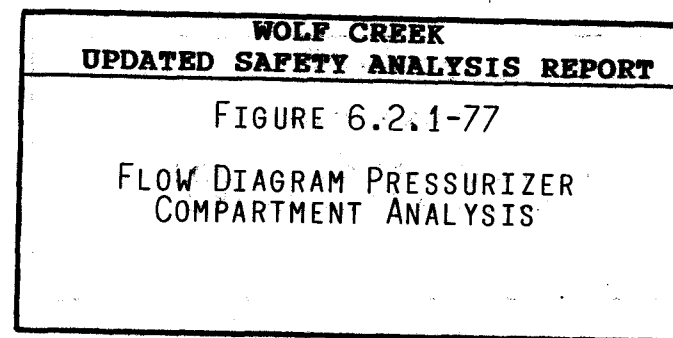 WOLF CREEK
UPDATED SAFETY ANALYSIS REPORT
FIGURE 6.2.1-77
FLOW DIAGRAM PRESSURIZER
COMPARTMENT ANALYSIS